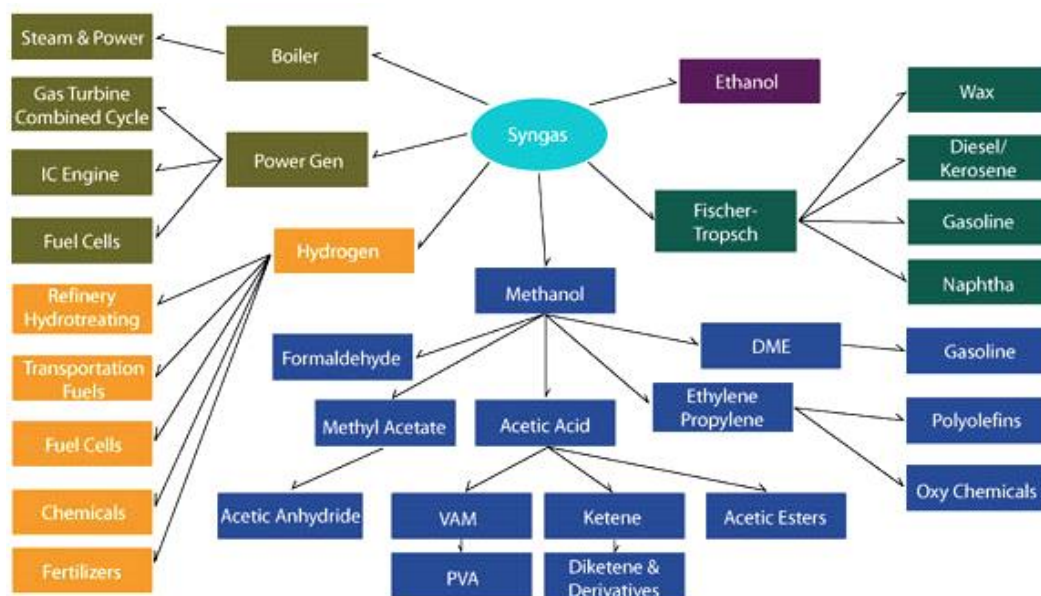 Steam & Power
Boiler
Ethanol
Gas Turbine
Combined Cycle
Syngas
Wax
Diesel/
Kerosene
IC Engine
Power Gen
Fischer-
Tropsch
Gasoline
Fuel Cells
Hydrogen
Naphtha
Methanol
Refinery
Hydrotreating
Formaldehyde
DME
Gasoline
Transportation
Fuels
Ethylene
Propylene
Methyl Acetate
Acetic Acid
Polyolefins
Fuel Cells
Oxy Chemicals
Chemicals
Acetic Anhydride
VAM
Ketene
Acetic Esters
Fertilizers
PVA
Diketene &
Derivatives